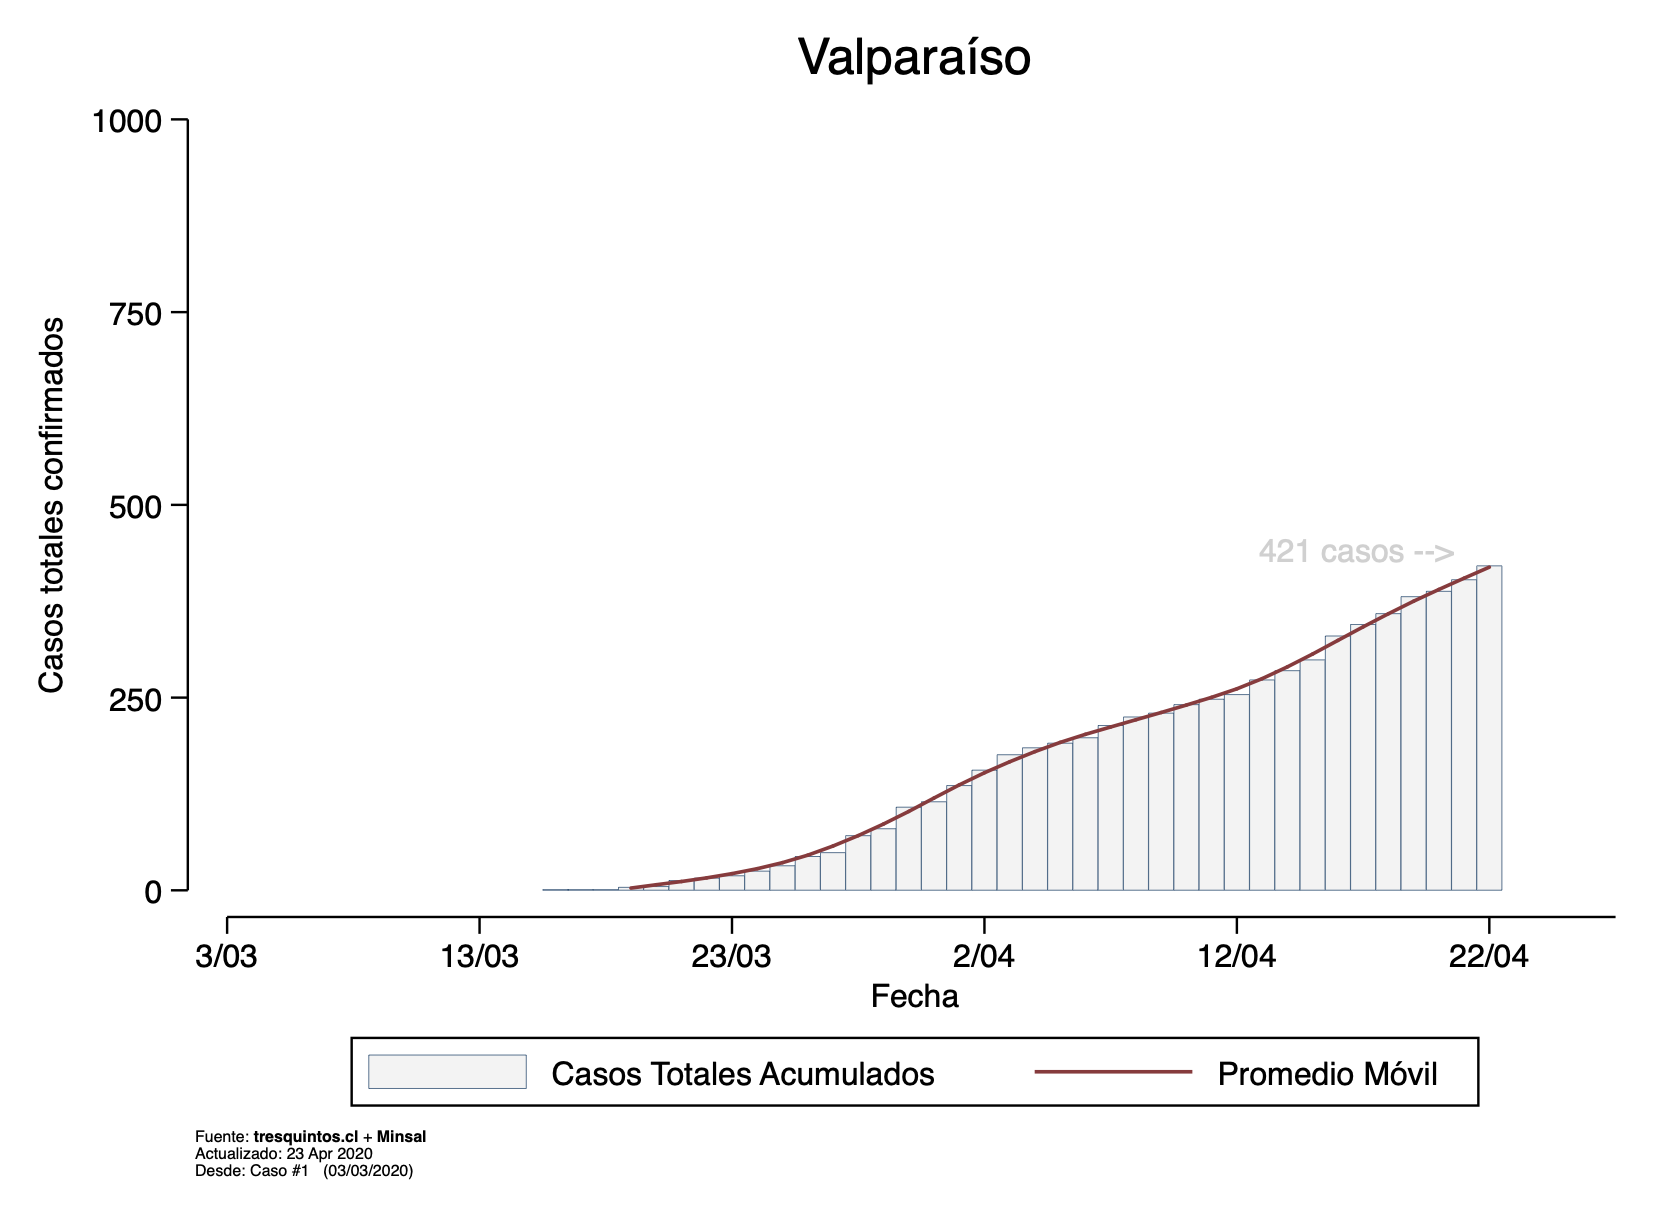 Valparaíso
1000
750
500
250
0
Casos totales confirmados
421 casos -->
3/03 13/03 23/03 2/04 12/04 22/04
Fecha
Casos Totales Acumulados Promedio Móvil
Fuente: tresquintos.cl + Minsal
Actualizado: 23 Apr 2020
Desde: Caso #1 (03/03/2020)